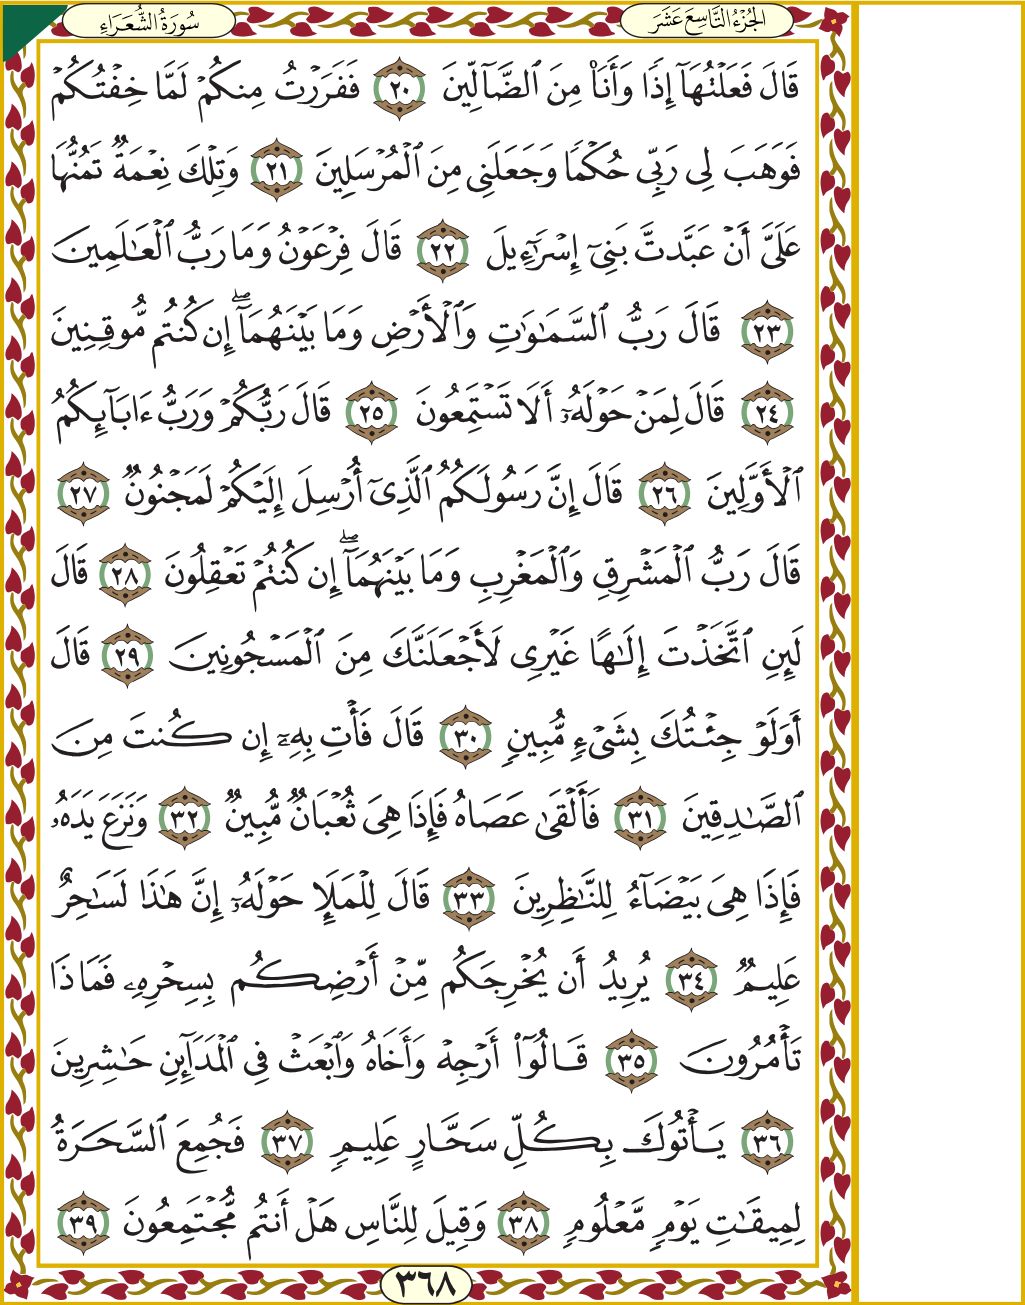 الجُزْءُ التَّاسِعَ عَشَرَ
سُورَةُ الشُّعَرَاءِ
قَالَ فَعَلْتُهَآ إِذًا وَأَنَا۠ مِنَ ٱلضَّآلِّينَ ٢٠ فَفَرَرْتُ مِنكُمْ لَمَّا خِفْتُكُمْ
فَوَهَبَ لِى رَبِّى حُكْمًا وَجَعَلَنِى مِنَ ٱلْمُرْسَلِينَ ٢١ وَتِلْكَ نِعْمَةٌ تَمُنُّهَا
عَلَىَّ أَنْ عَبَّدتَّ بَنِىٓ إِسْرَٰٓءِيلَ ٢٢ قَالَ فِرْعَوْنُ وَمَا رَبُّ ٱلْعَٰلَمِينَ
٢٣ قَالَ رَبُّ ٱلسَّمَٰوَٰتِ وَٱلْأَرْضِ وَمَا بَيْنَهُمَآ ۖ إِن كُنتُم مُّوقِنِينَ
٢٤ قَالَ لِمَنْ حَوْلَهُۥٓ أَلَا تَسْتَمِعُونَ ٢٥ قَالَ رَبُّكُمْ وَرَبُّ ءَابَآئِكُمُ
ٱلْأَوَّلِينَ ٢٦ قَالَ إِنَّ رَسُولَكُمُ ٱلَّذِىٓ أُرْسِلَ إِلَيْكُمْ لَمَجْنُونٌ ٢٧
قَالَ رَبُّ ٱلْمَشْرِقِ وَٱلْمَغْرِبِ وَمَا بَيْنَهُمَآ ۖ إِن كُنتُمْ تَعْقِلُونَ ٢٨ قَالَ
لَئِنِ ٱتَّخَذْتَ إِلَٰهًا غَيْرِى لَأَجْعَلَنَّكَ مِنَ ٱلْمَسْجُونِينَ ٢٩ قَالَ
أَوَلَوْ جِئْتُكَ بِشَىْءٍ مُّبِينٍ ٣٠ قَالَ فَأْتِ بِهِۦٓ إِن كُنتَ مِنَ
ٱلصَّٰدِقِينَ ٣١ فَأَلْقَىٰ عَصَاهُ فَإِذَا هِىَ ثُعْبَانٌ مُّبِينٌ ٣٢ وَنَزَعَ يَدَهُۥ
فَإِذَا هِىَ بَيْضَآءُ لِلنَّٰظِرِينَ ٣٣ قَالَ لِلْمَلَإِ حَوْلَهُۥٓ إِنَّ هَٰذَا لَسَٰحِرٌ
عَلِيمٌ ٣٤ يُرِيدُ أَن يُخْرِجَكُم مِّنْ أَرْضِكُم بِسِحْرِهِۦ فَمَاذَا
تَأْمُرُونَ ٣٥ قَالُوٓا۟ أَرْجِهْ وَأَخَاهُ وَٱبْعَثْ فِى ٱلْمَدَآئِنِ حَٰشِرِينَ
٣٦ يَأْتُوكَ بِكُلِّ سَحَّارٍ عَلِيمٍ ٣٧ فَجُمِعَ ٱلسَّحَرَةُ
لِمِيقَٰتِ يَوْمٍ مَّعْلُومٍ ٣٨ وَقِيلَ لِلنَّاسِ هَلْ أَنتُم مُّجْتَمِعُونَ ٣٩
٣٦٨